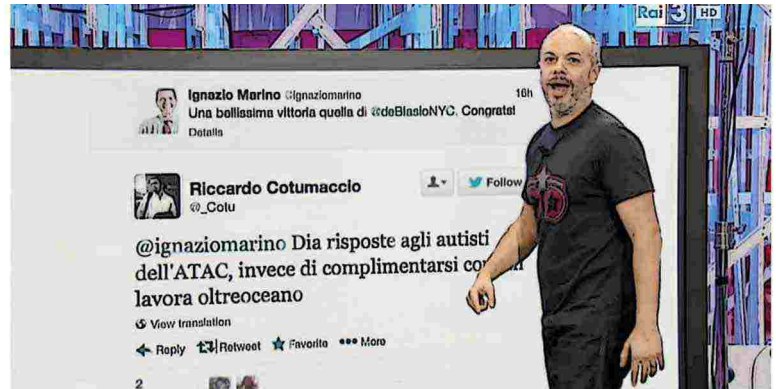 Rai 3 HD
Ignazio Marino @ignaziomarino 16h
Una bellissima vittoria quella di @deBlasioNYC. Congrats!
Details
Riccardo Cotumaccio
@_Cotu
Follow
@ignaziomarino Dia risposte agli autisti
dell'ATAC, invece di complimentarsi
lavora oltreoceano
View translation
Reply Retweet Favorite More
2